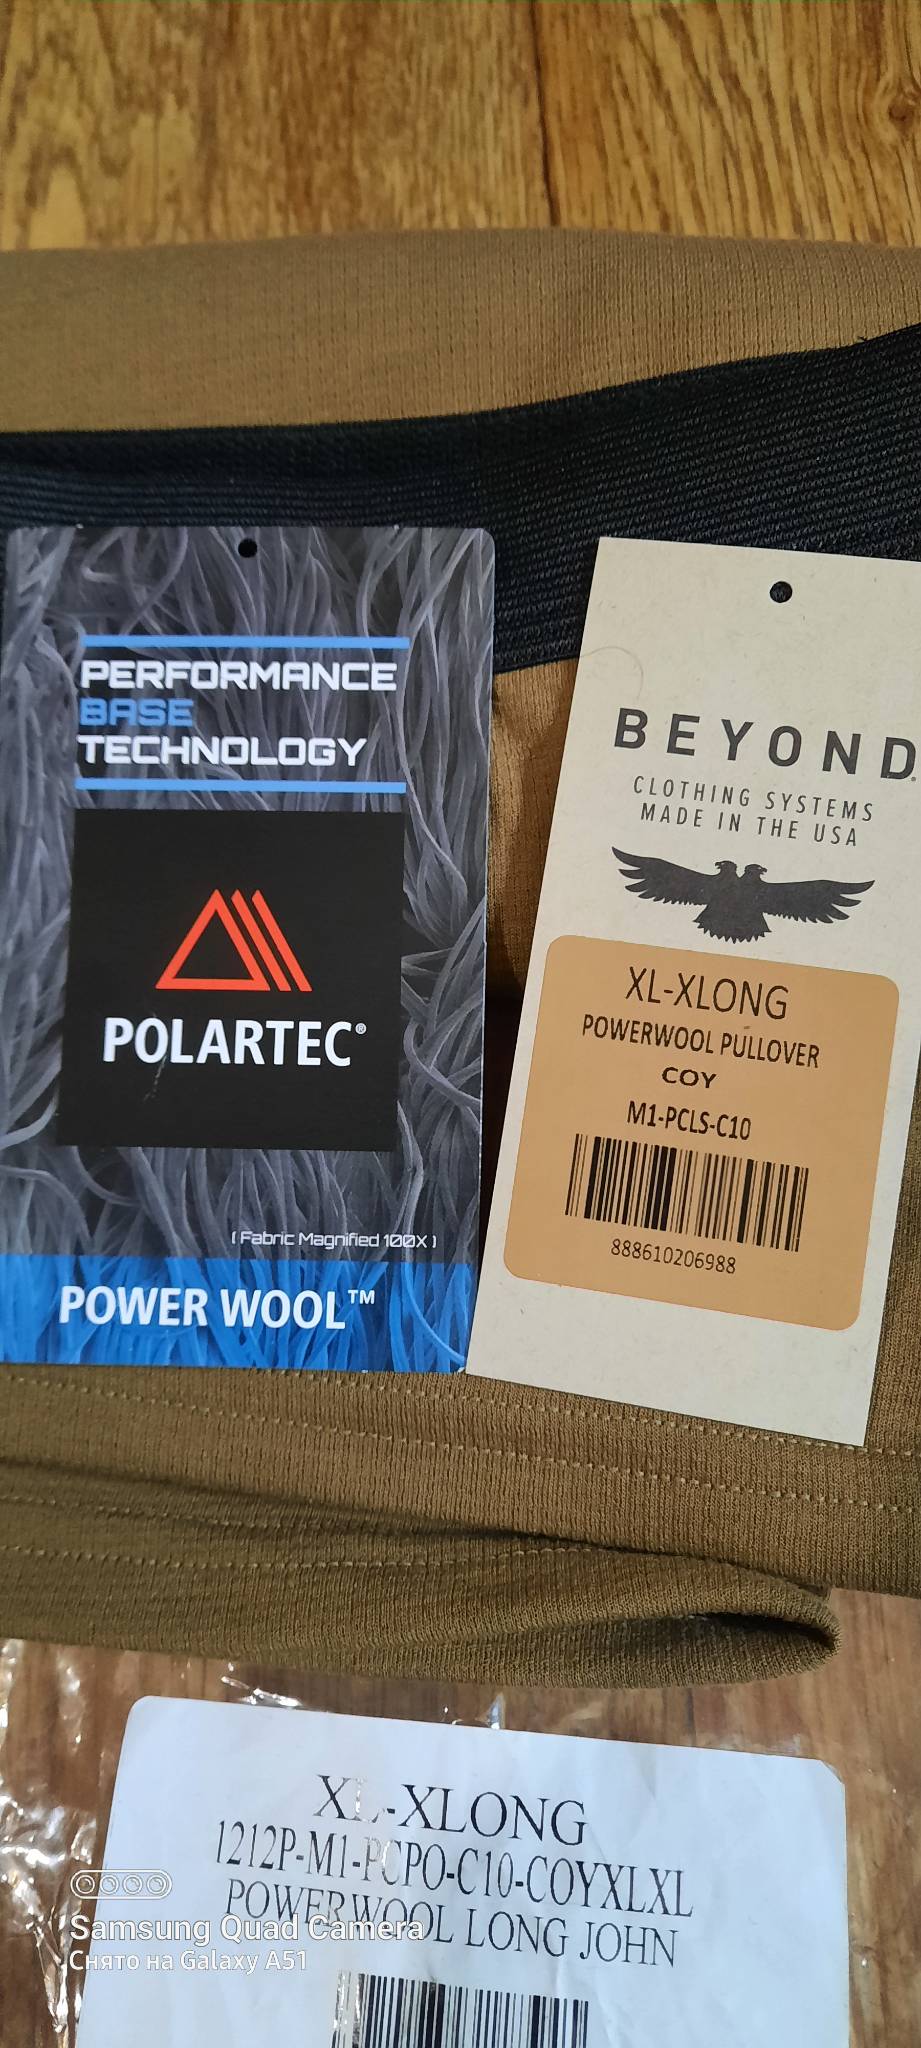 PERFORMANCE
BASE
TECHNOLOGY
POLARTEC®
( Fabric Magnified 100X )
POWER WOOL™
BEYOND®
CLOTHING SYSTEMS
MADE IN THE USA
XL-XLONG
POWERWOOL PULLOVER
COY
M1-PCLS-C10
888610206988
XL-XLONG
1212P-M1-PCPO-C10-COYXLXL
POWERWOOL LONG JOHN
Samsung Quad Camera
Снято на Galaxy A51